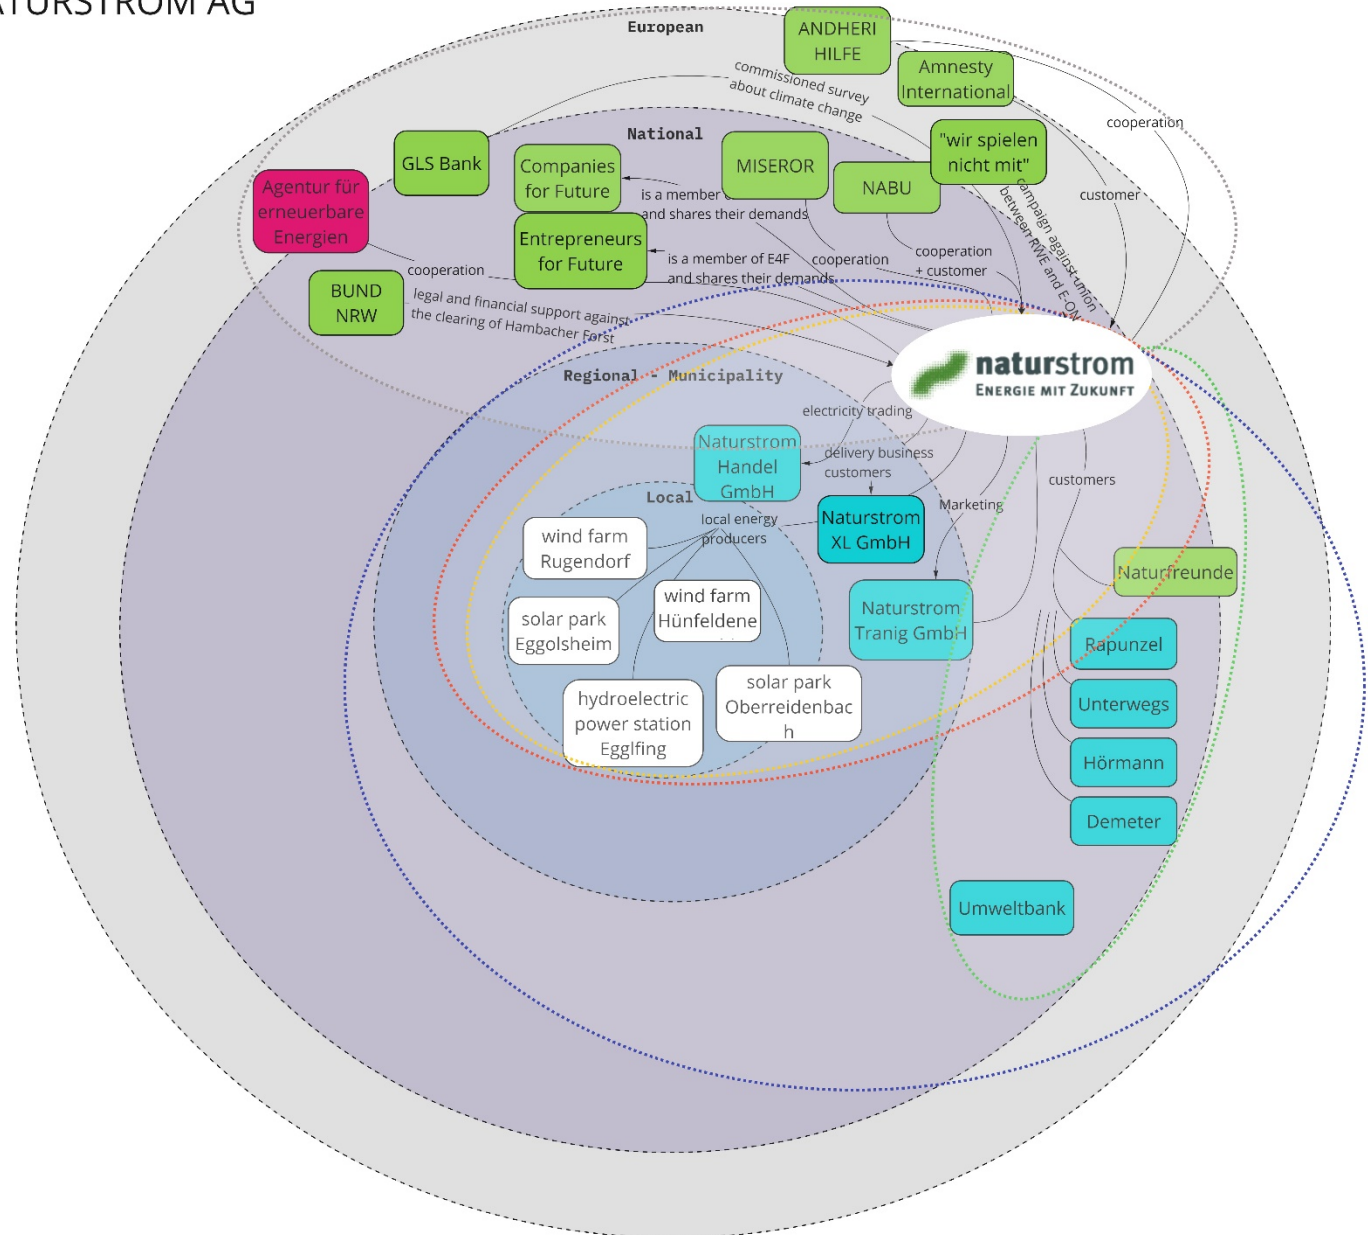 ATURSTROM AG
European
ANDHERI
HILFE
Amnesty
International
commissioned survey
about climate change
cooperation
National
GLS Bank
Companies
for Future
MISEROR
"wir spielen
nicht mit"
NABU
Agentur für
erneuerbare
Energien
is a member
and shares their demands
customer
campaign against union
between RWE and E-ON
Entrepreneurs
for Future
is a member of E4F
and shares their demands
cooperation
cooperation
+ customer
cooperation
BUND
NRW
legal and financial support against
the clearing of Hambacher Forst
naturstrom
ENERGIE MIT ZUKUNFT
Regional - Municipality
electricity trading
Naturstrom
Handel
GmbH
delivery business
customers
customers
Local
Marketing
local energy
producers
Naturstrom
XL GmbH
wind farm
Rugendorf
Naturfreunde
wind farm
Hünfeldene
solar park
Eggolsheim
Naturstrom
Tranig GmbH
Rapunzel
solar park
Oberreidenbac
h
Unterwegs
hydroelectric
power station
Egglfing
Hörmann
Demeter
Umweltbank